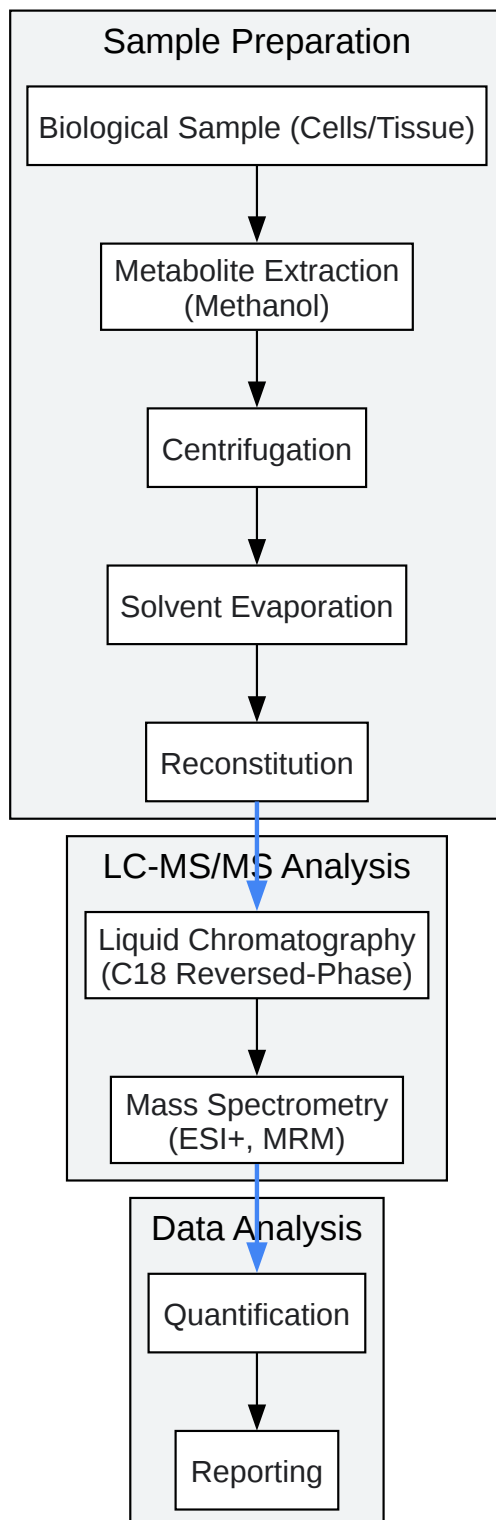 Sample Preparation
Biological Sample (Cells/Tissue)
Metabolite Extraction
(Methanol)
Centrifugation
Solvent Evaporation
Reconstitution
LC-MS/MS Analysis
Liquid Chromatography
(C18 Reversed-Phase)
Mass Spectrometry
(ESI+, MRM)
Data Analysis
Quantification
Reporting